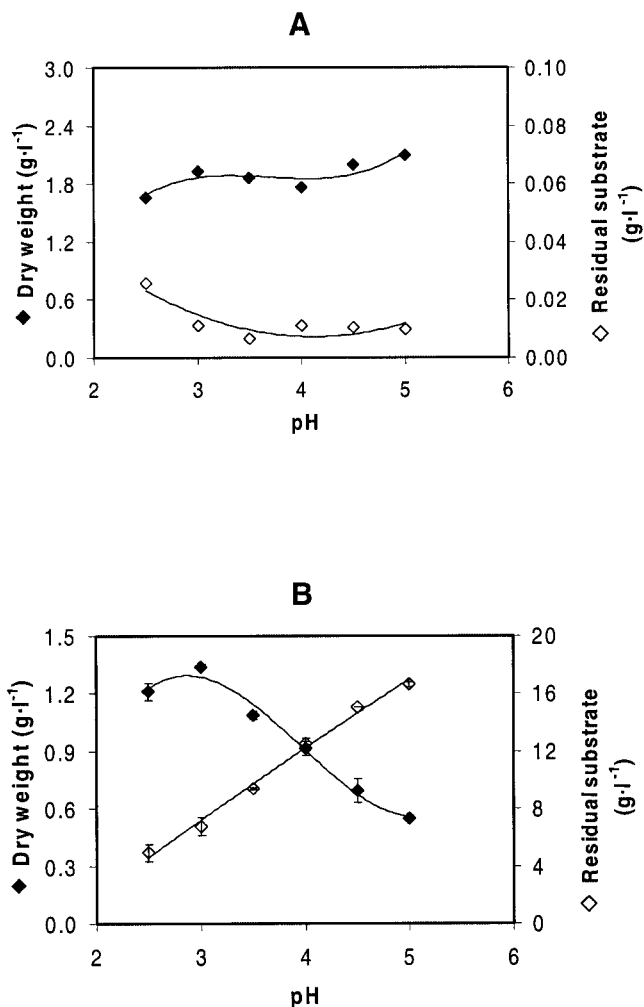 A
◆ Dry weight (g·l⁻¹)
3.0
2.4
1.8
1.2
0.6
0.0
0.10
0.08
0.06
0.04
0.02
0.00
◇ Residual substrate
(g·l⁻¹)
2 3 4 5 6
pH
B
◆ Dry weight (g·l⁻¹)
1.5
1.2
0.9
0.6
0.3
0.0
20
16
12
8
4
0
◇ Residual substrate
(g·l⁻¹)
2 3 4 5 6
pH